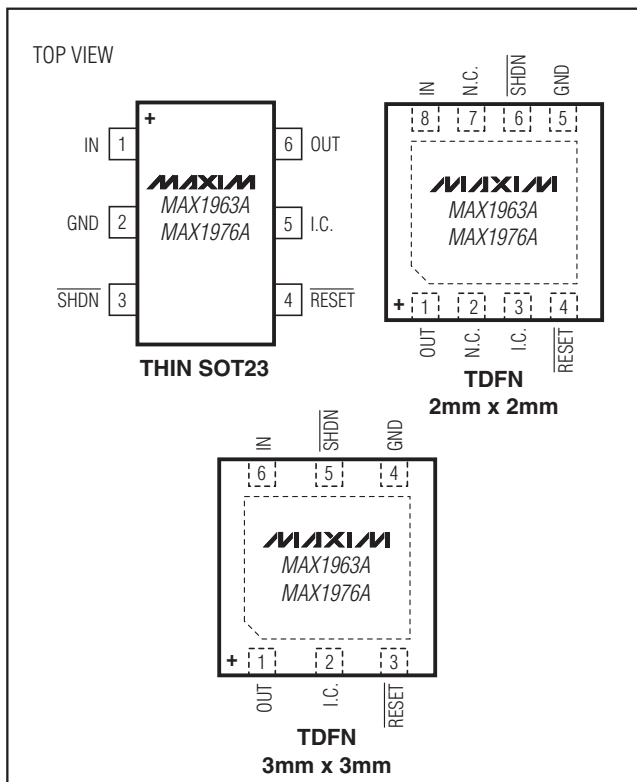 TOP VIEW
+
IN 1
6 OUT
MAXIM
MAX1963A
MAX1976A
GND 2
5 I.C.
SHDN 3
4 RESET
THIN SOT23
IN N.C. SHDN GND
8 7 6 5
MAXIM
MAX1963A
MAX1976A
+ 1 2 3 4
OUT N.C. I.C. RESET
TDFN
2mm x 2mm
IN SHDN GND
6 5 4
MAXIM
MAX1963A
MAX1976A
+ 1 2 3
OUT I.C. RESET
TDFN
3mm x 3mm